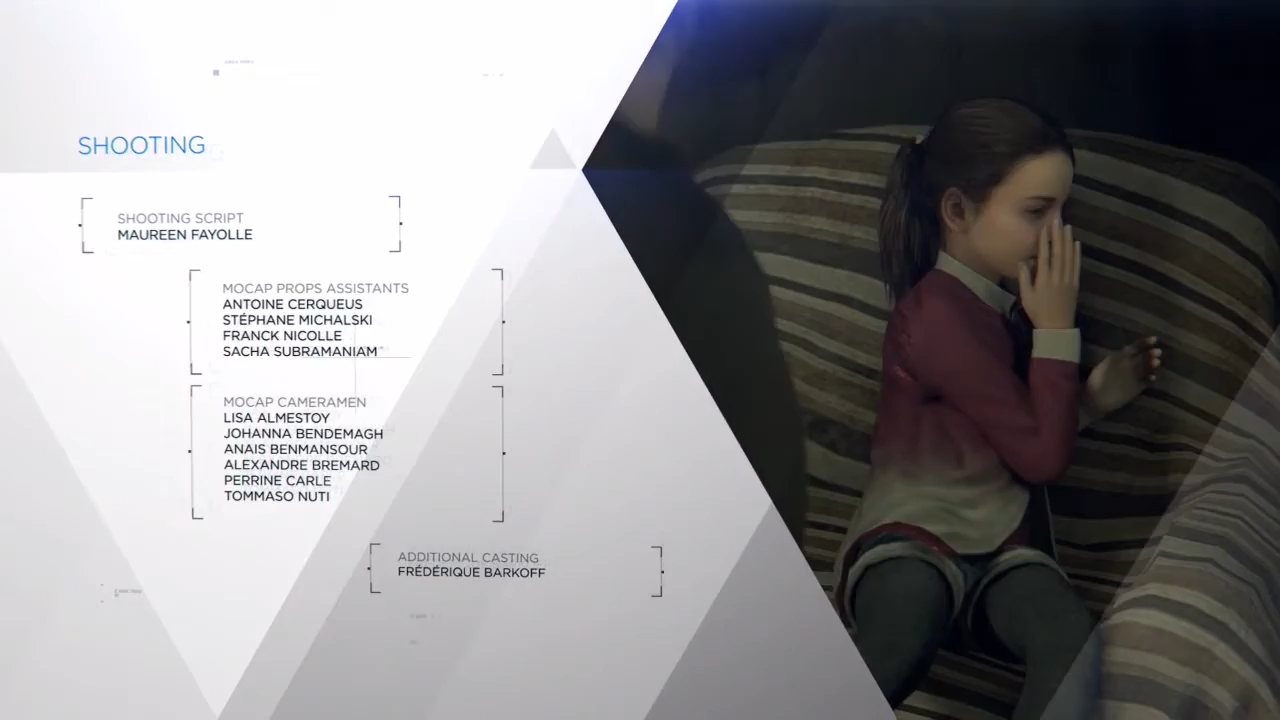 SHOOTING
SHOOTING SCRIPT
MAUREEN FAYOLLE
MOCAP PROPS ASSISTANTS
ANTOINE CERQUEUS
STÉPHANE MICHALSKI
FRANCK NICOLLE
SACHA SUBRAMANIAM
MOCAP CAMERAMEN
LISA ALMESTOY
JOHANNA BENDEMAGH
ANAIS BENMANSOUR
ALEXANDRE BREMARD
PERRINE CARLE
TOMMASO NUTI
ADDITIONAL CASTING
FRÉDÉRIQUE BARKOFF